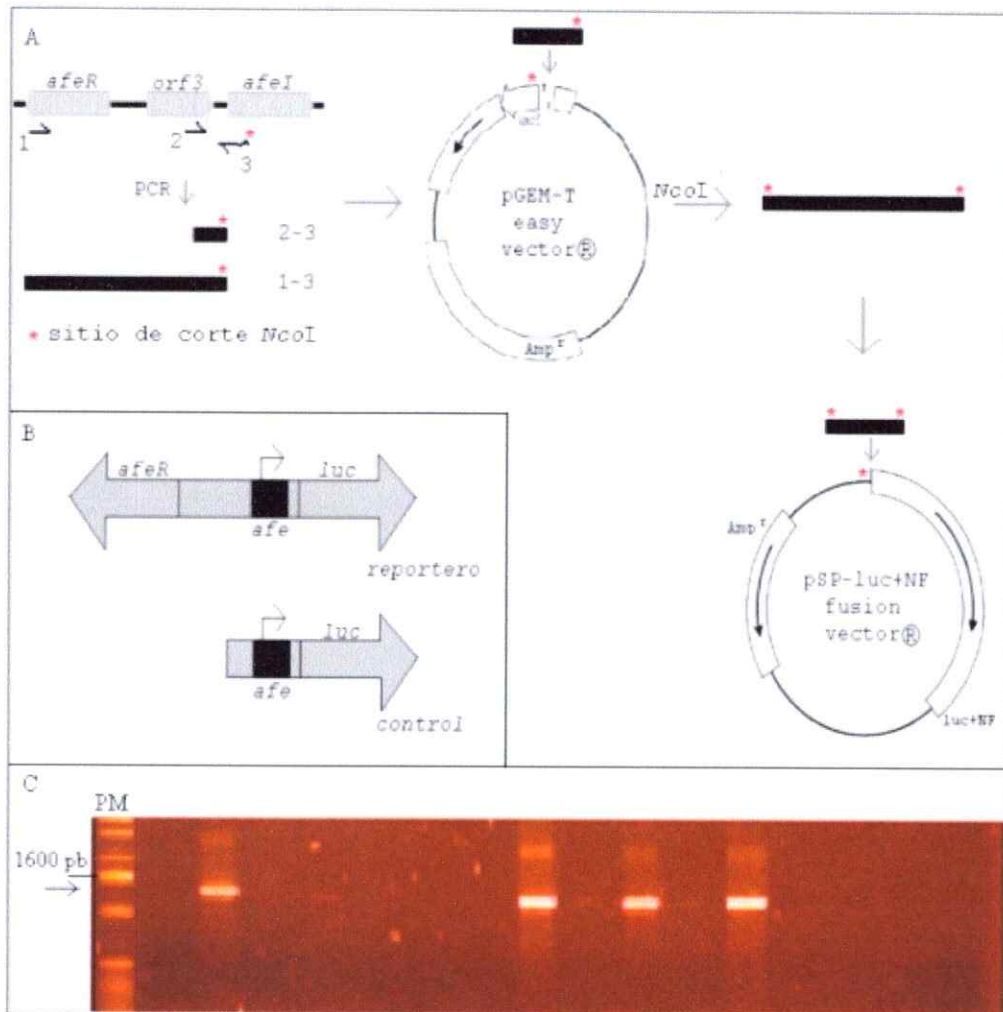 A
afeR orf3 afeI
1 2 3
PCR
2-3
1-3
* sitio de corte NcoI
pGEM-T
easy
vector®
Amp r
NcoI
B
afeR luc
afe
reportero
luc
afe
control
Amp r
pSP-luc+NF
fusion
vector®
luc+NF
C
PM
1600 pb